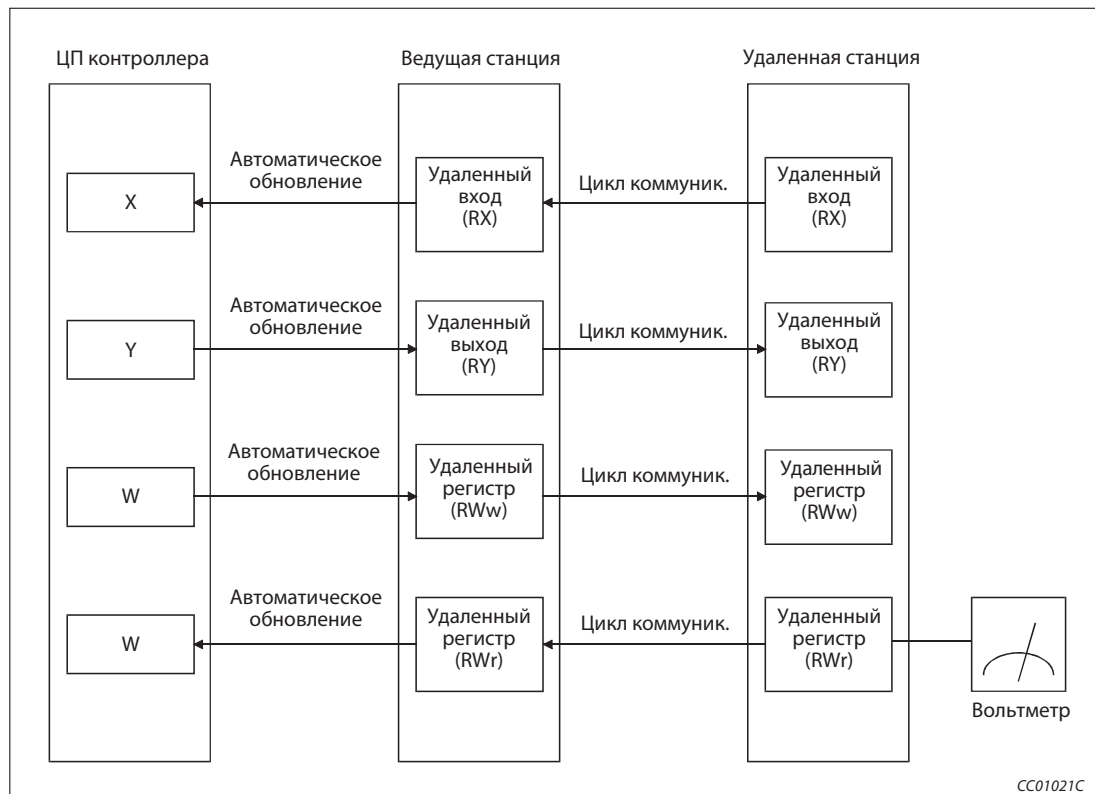 ЦП контроллера
Ведущая станция
Удаленная станция
Автоматическое
обновление
Цикл коммуник.
X
Удаленный
вход
(RX)
Удаленный
вход
(RX)
Автоматическое
обновление
Цикл коммуник.
Y
Удаленный
выход
(RY)
Удаленный
выход
(RY)
Автоматическое
обновление
Цикл коммуник.
W
Удаленный
регистр
(RWw)
Удаленный
регистр
(RWw)
Автоматическое
обновление
Цикл коммуник.
W
Удаленный
регистр
(RWr)
Удаленный
регистр
(RWr)
Вольтметр
CC01021C